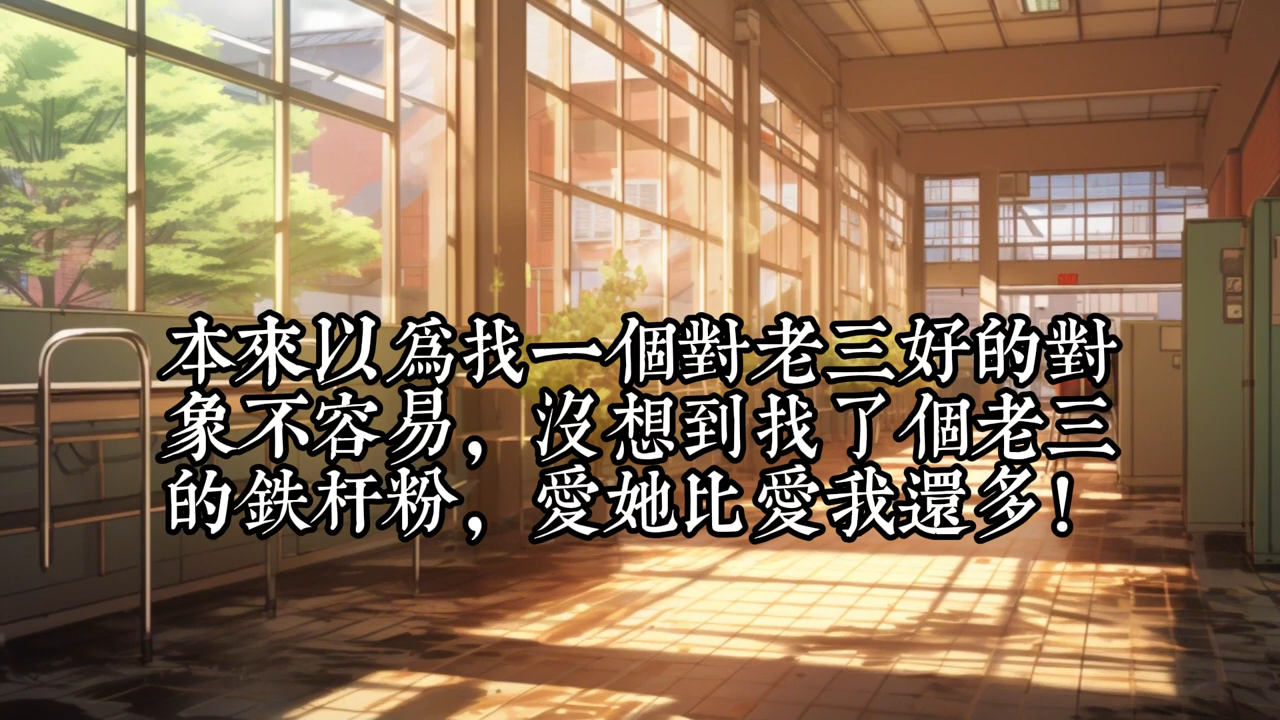 本來以爲找一個對老三好的對
象不容易，沒想到找了個老三
的鉄杆粉，愛她比愛我還多！